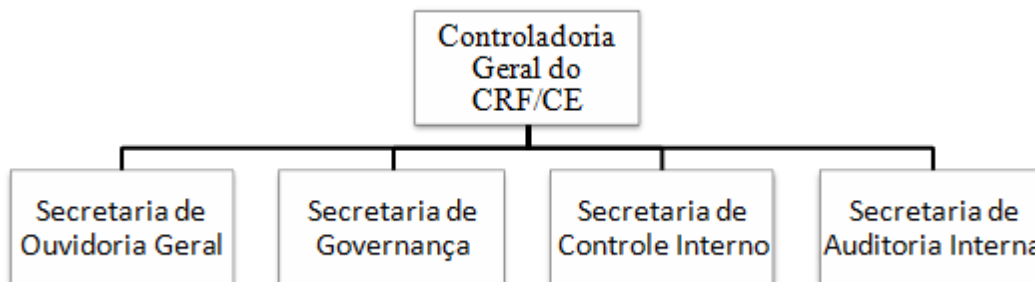 Controladoria
Geral do
CRF/CE
Secretaria de
Ouvidoria Geral
Secretaria de
Governança
Secretaria de
Controle Interno
Secretaria de
Auditoria Interna